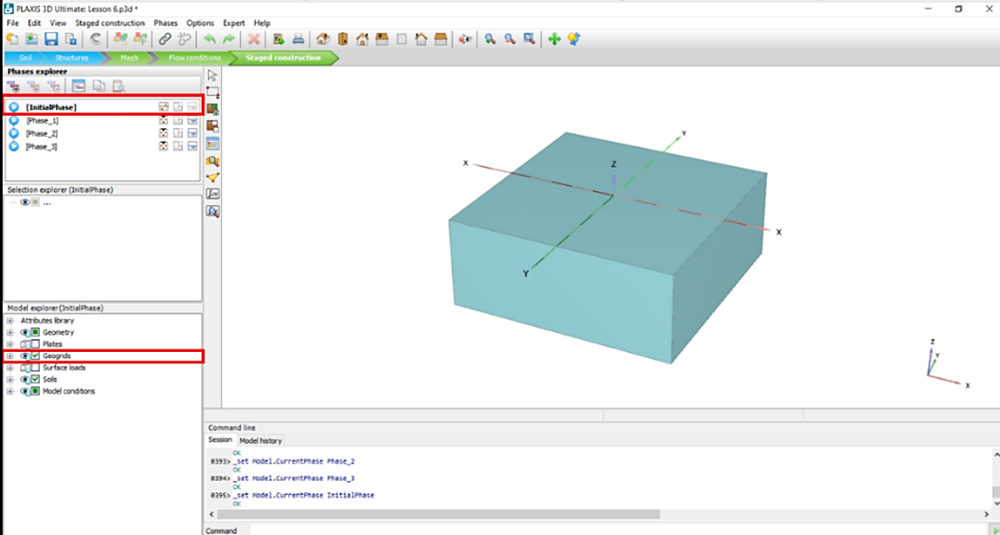 PLAXIS 3D Ultimate: Lesson 6.p3d *
File Edit View Staged construction Phases Options Expert Help
Soil Structures Mesh Flow conditions Staged construction
Phases explorer
[InitialPhase]
[Phase_1]
[Phase_2]
[Phase_3]
Selection explorer (InitialPhase)
...
Model explorer (InitialPhase)
Attributes library
Geometry
Plates
Geogrids
Surface loads
Soils
Model conditions
Y
X
Z
X
Y
Z
Y
X
Command line
Session Model history
OK
0393> _set Model.CurrentPhase Phase_2
OK
0394> _set Model.CurrentPhase Phase_3
OK
0395> _set Model.CurrentPhase InitialPhase
OK
Command